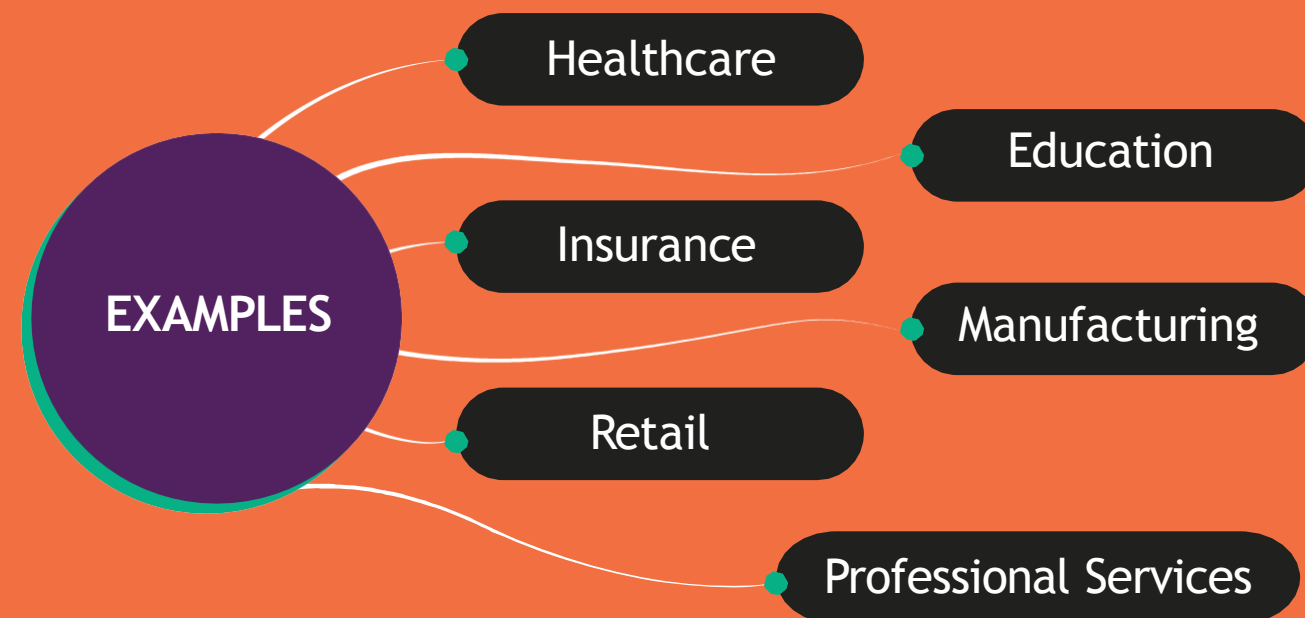 Healthcare
Education
Insurance
EXAMPLES
Manufacturing
Retail
Professional Services